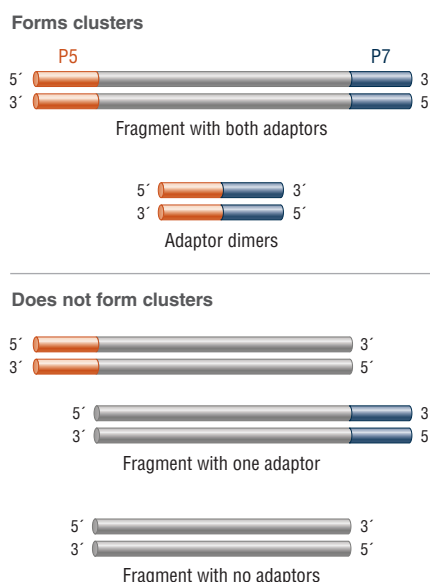 Forms clusters
P5 P7
5´ 3
3´ 5
Fragment with both adaptors
5´ 3´
3´ 5´
Adaptor dimers
Does not form clusters
5´ 3´
3´ 5´
5´ 3
3´ 5
Fragment with one adaptor
5´ 3´
3´ 5´
Fragment with no adaptors